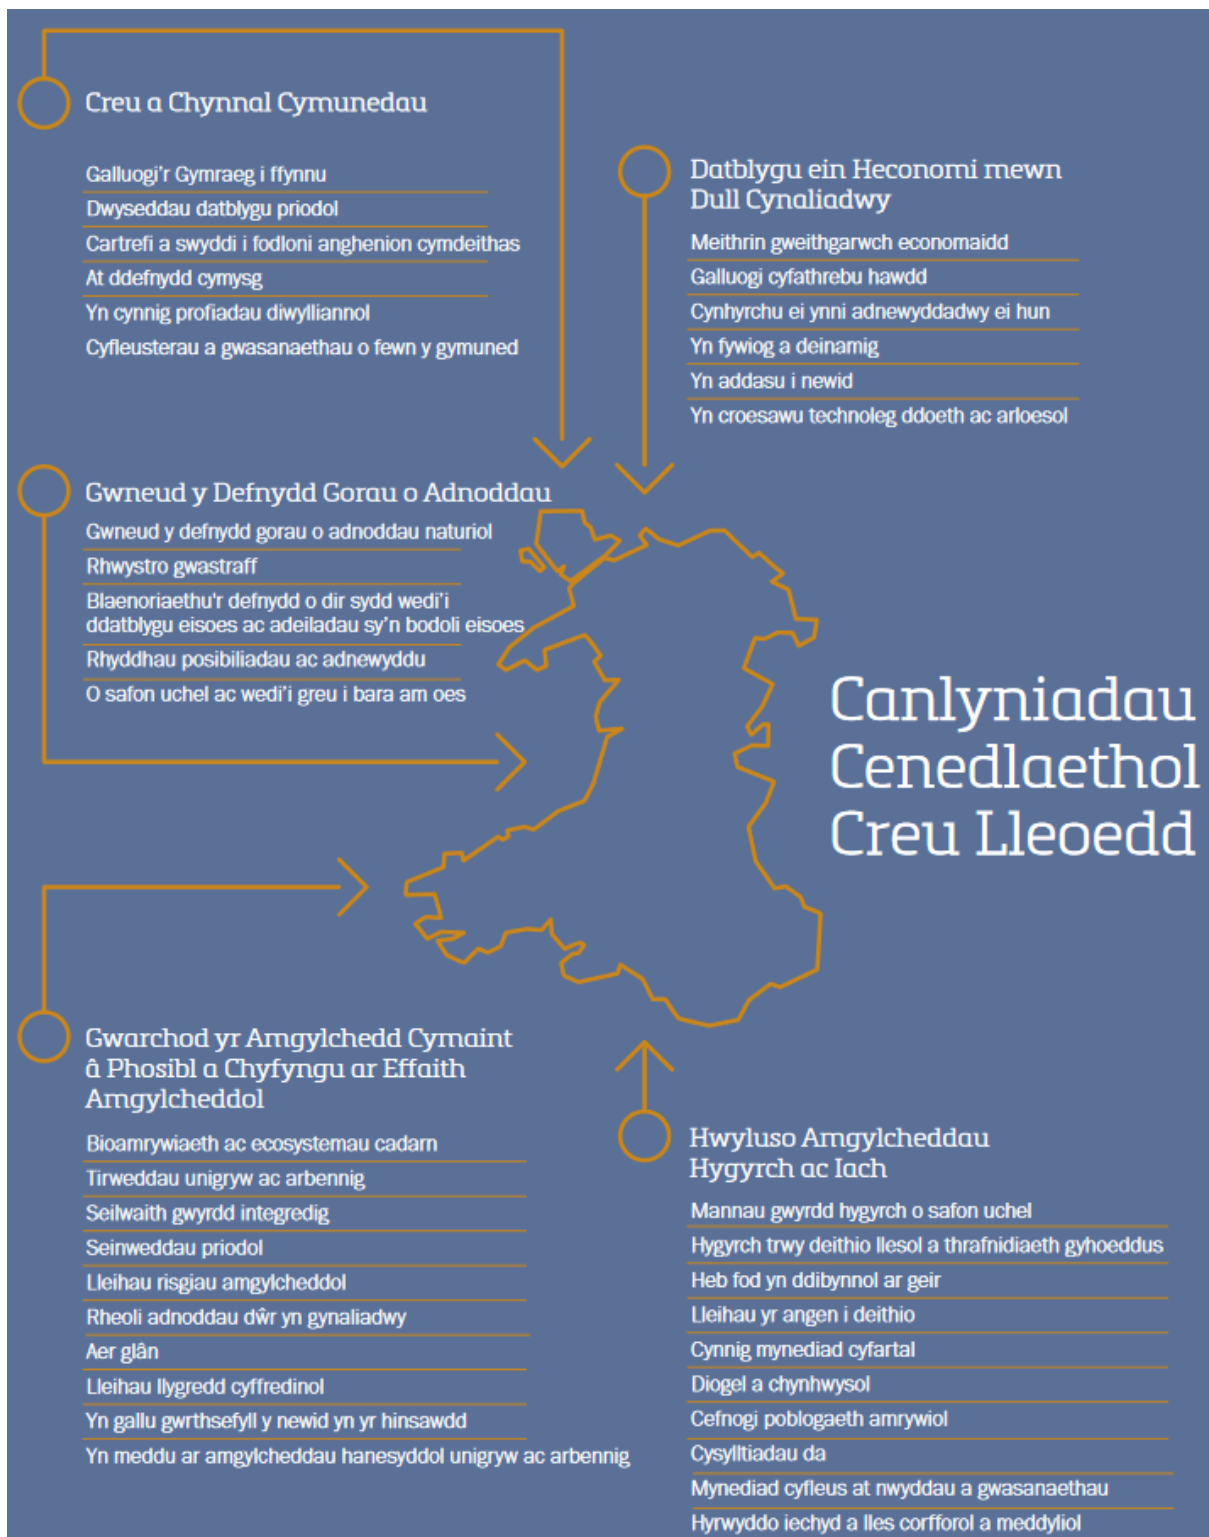 Creu a Chynnal Cymunedau
Galluogi'r Gymraeg i ffynnu
Dwyseddau datblygu priodol
Cartrefi a swyddi i fodloni anghenion cymdeithas
At ddefnydd cymysg
Yn cynnig profiadau diwylliannol
Cyfleusterau a gwasanaethau o fewn y gymuned
Datblygu ein Heconomi mewn
Dull Cynaliadwy
Meithrin gweithgarwch economaidd
Galluogi cyfathrebu hawdd
Cynhyrchu ei ynni adnewyddadwy ei hun
Yn fywiog a deinamig
Yn addasu i newid
Yn croesawu technoleg ddoeth ac arloesol
Gwneud y Defnydd Gorau o Adnoddau
Gwneud y defnydd gorau o adnoddau naturiol
Rhwystro gwastraff
Blaenoriaethu'r defnydd o dir sydd wedi'i
ddatblygu eisoes ac adeiladau sy'n bodoli eisoes
Rhyddhau posibiliadau ac adnewyddu
O safon uchel ac wedi'i greu i bara am oes
Canlyniadau
Cenedlaethol
Creu Lleoedd
Gwarchod yr Amgylchedd Cymaint
â Phosibl a Chyfyngu ar Effaith
Amgylcheddol
Bioamrywiaeth ac ecosystemau cadarn
Tirweddau unigryw ac arbennig
Seilwaith gwyrdd integredig
Seinweddau priodol
Lleihau risgiau amgylcheddol
Rheoli adnoddau dŵr yn gynaliadwy
Aer glân
Lleihau llygredd cyffredinol
Yn gallu gwrthsefyll y newid yn yr hinsawdd
Yn meddu ar amgylcheddau hanesyddol unigryw ac arbennig
Hwyluso Amgylcheddau
Hygyrch ac Iach
Mannau gwyrdd hygyrch o safon uchel
Hygyrch trwy deithio llesol a thrafnidiaeth gyhoeddus
Heb fod yn ddibynnol ar geir
Lleihau yr angen i deithio
Cynnig mynediad cyfartal
Diogel a chynhwysol
Cefnogi poblogaeth amrywiol
Cysylltiadau da
Mynediad cyfleus at nwyddau a gwasanaethau
Hyrwyddo iechyd a lles corfforol a meddyliol